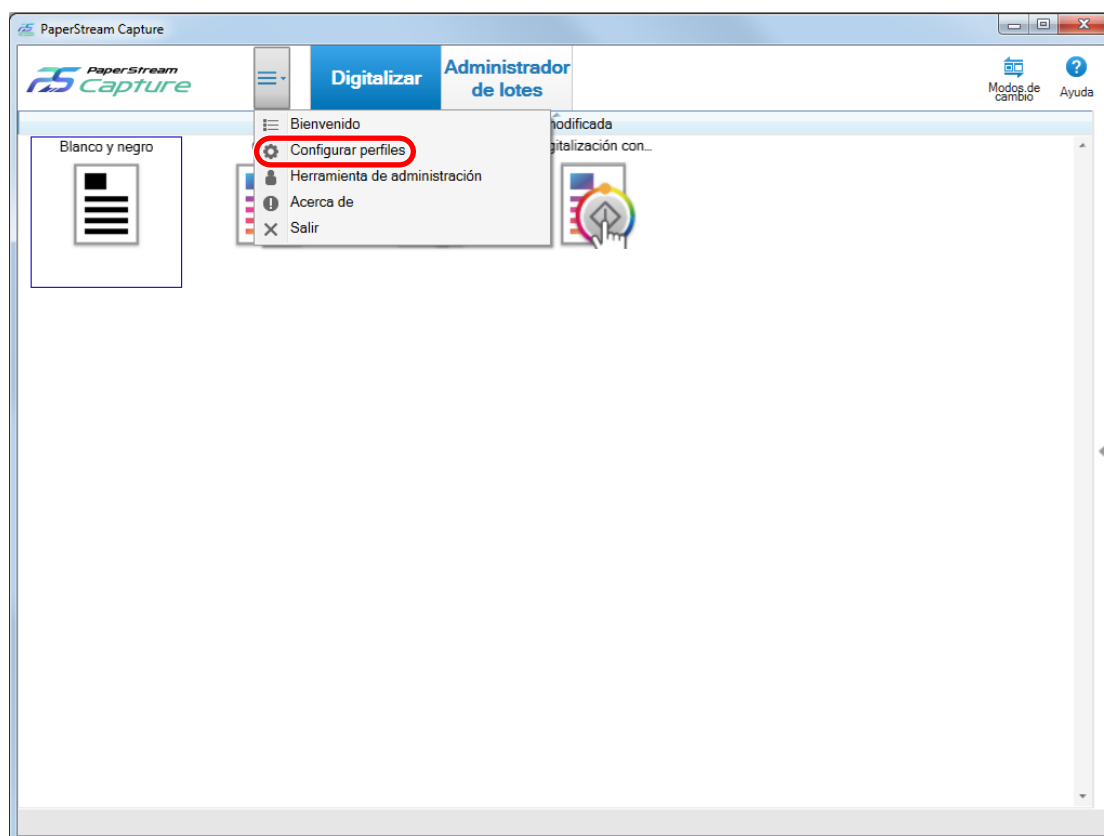 PaperStream Capture
PaperStream
Capture
Digitalizar
Administrador
de lotes
Modos de
cambio
Ayuda
Bienvenido
Configurar perfiles
Herramienta de administración
Acerca de
Salir
modificada
Blanco y negro
gitalización con...